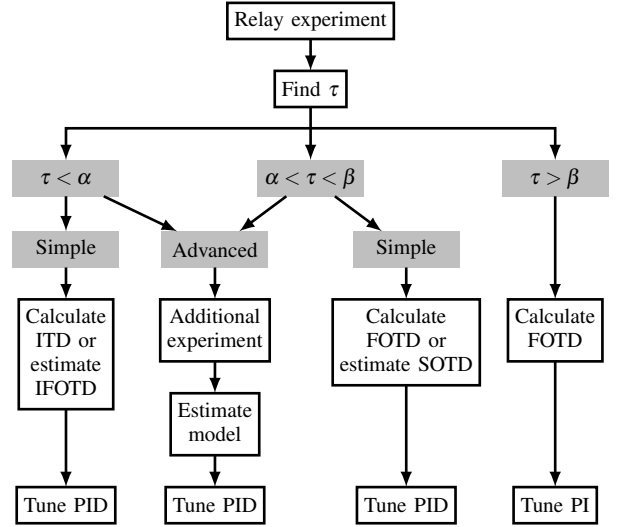 Relay experiment
Find τ
τ < α
α < τ < β
τ > β
Simple
Advanced
Simple
Calculate
ITD or
estimate
IFOTD
Additional
experiment
Calculate
FOTD or
estimate SOTD
Calculate
FOTD
Estimate
model
Tune PID
Tune PID
Tune PID
Tune PI